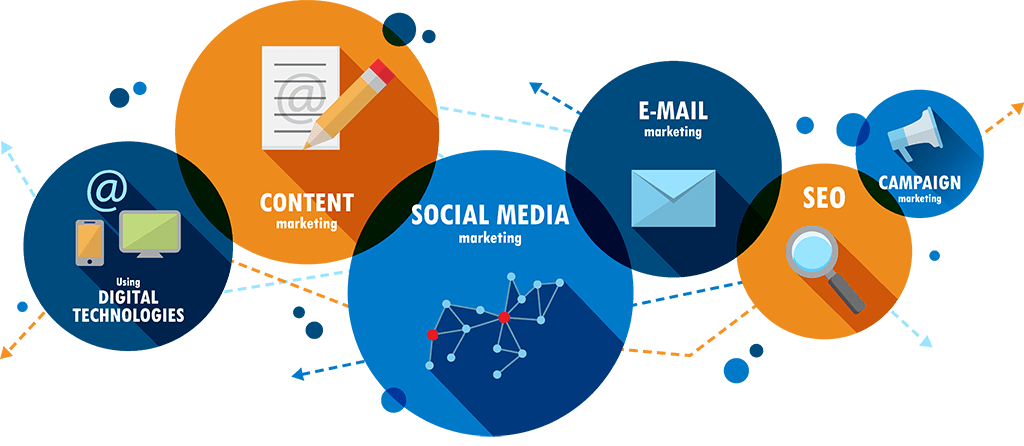 @
Using
DIGITAL
TECHNOLOGIES
@
CONTENT
marketing
SOCIAL MEDIA
marketing
E-MAIL
marketing
SEO
CAMPAIGN
marketing